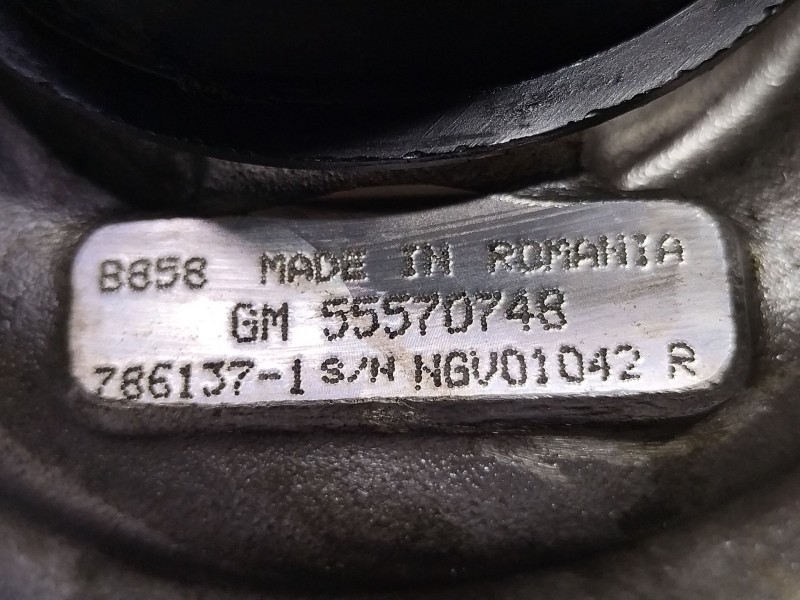 B858 MADE IN ROMANIA
GM 55570748
786137-1 S/N NGV01042 R